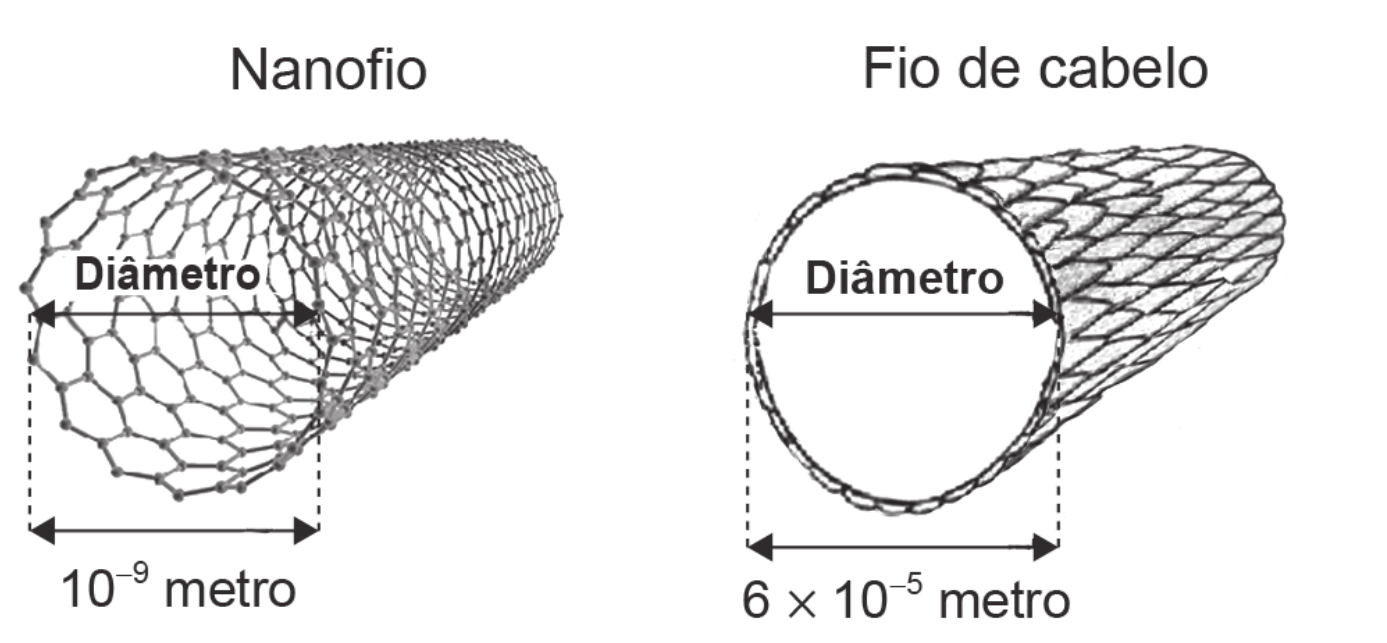 Nanofio
Fio de cabelo
Diâmetro
Diâmetro
10⁻⁹ metro
6 × 10⁻⁵ metro